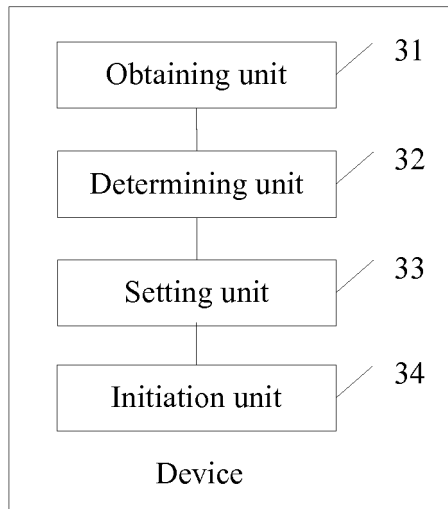 Obtaining unit 31
Determining unit 32
Setting unit 33
Initiation unit 34
Device